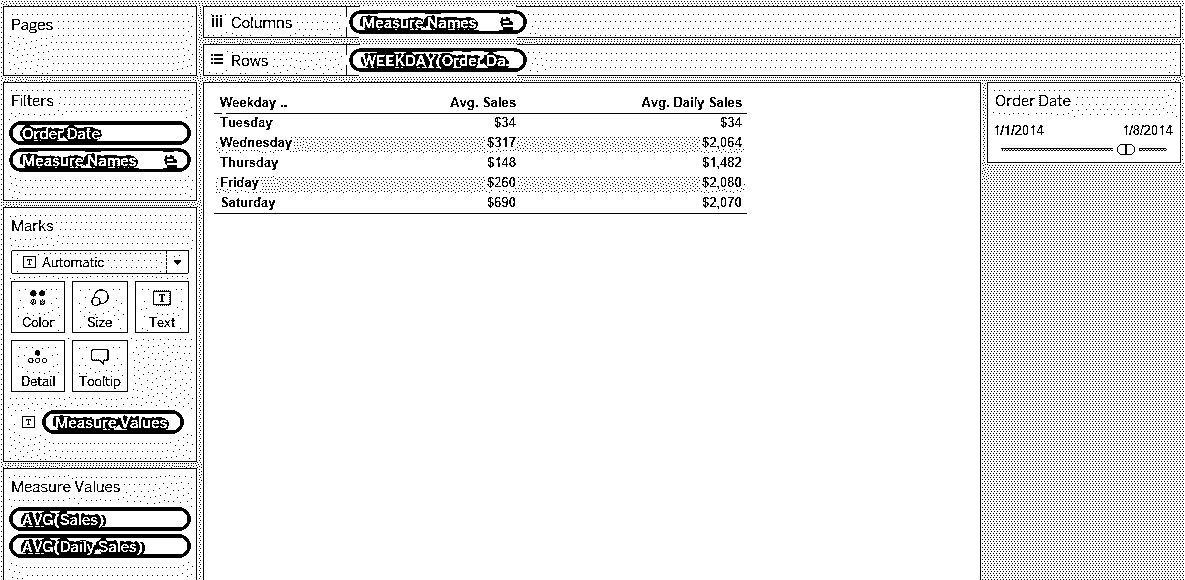 Pages
Columns
Measure Names
Rows
WEEKDAY(Order Da..
Filters
Order Date
Measure Names
Marks
Automatic
Color Size Text
Detail Tooltip
Measure Values
Measure Values
AVG(Sales)
AVG(Daily Sales)
Weekday .. Avg. Sales Avg. Daily Sales
Tuesday $34 $34
Wednesday $317 $2,064
Thursday $148 $1,482
Friday $260 $2,080
Saturday $690 $2,070
Order Date
1/1/2014 1/8/2014